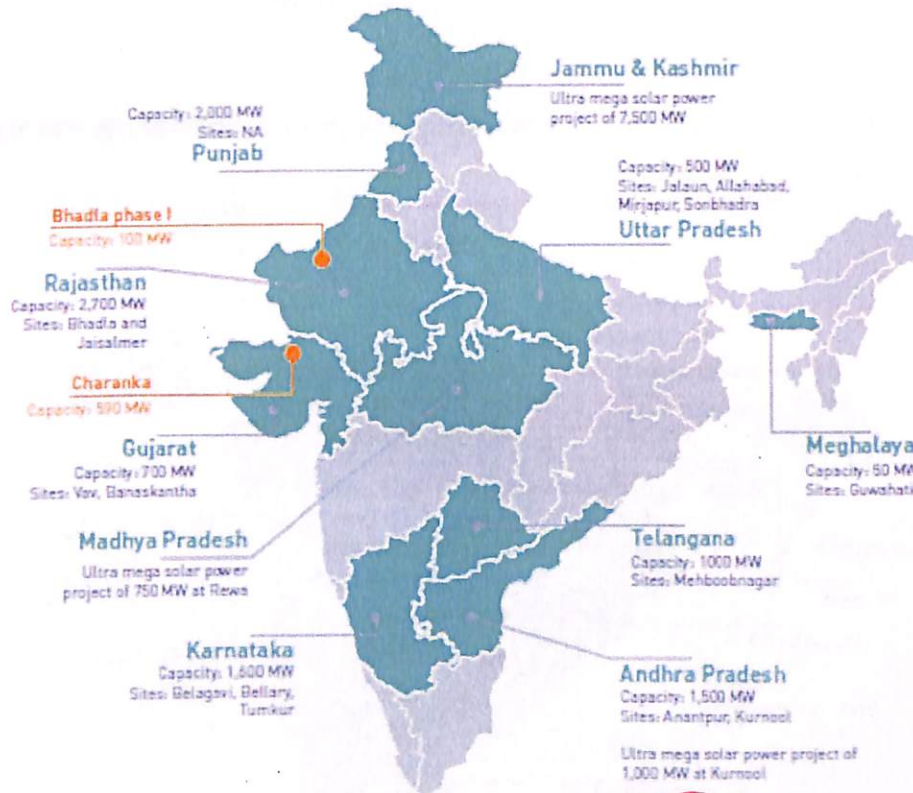 Jammu & Kashmir
Ultra mega solar power
project of 7,500 MW
Capacity: 2,000 MW
Sites: NA
Punjab
Capacity: 500 MW
Sites: Jalaun, Allahabad,
Mirjapur, Sonbhadra
Uttar Pradesh
Bhadla phase I
Capacity: 100 MW
Rajasthan
Capacity: 2,700 MW
Sites: Bhadla and
Jaisalmer
Charanka
Capacity: 590 MW
Gujarat
Capacity: 700 MW
Sites: Vav, Banaskantha
Meghalaya
Capacity: 50 MW
Sites: Guwahati
Madhya Pradesh
Ultra mega solar power
project of 750 MW at Rewa
Telangana
Capacity: 1000 MW
Sites: Mehboobnagar
Karnataka
Capacity: 1,600 MW
Sites: Belagavi, Bellary,
Tumkur
Andhra Pradesh
Capacity: 1,500 MW
Sites: Anantpur, Kurnool
Ultra mega solar power project of
1,000 MW at Kurnool